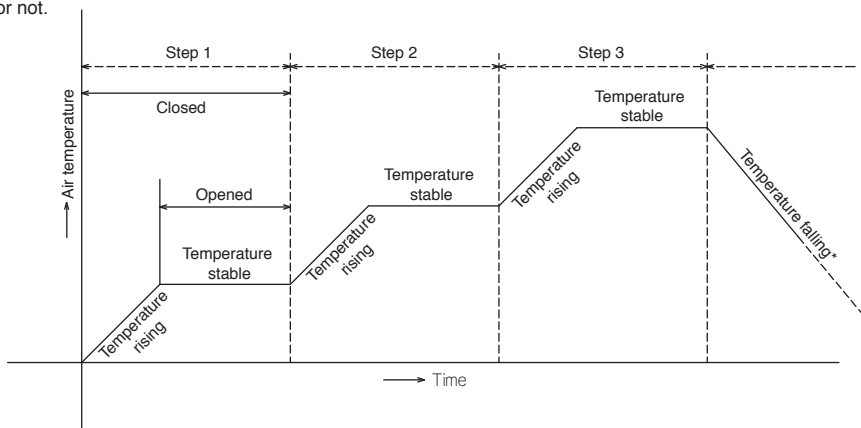 or not.
Step 1
Step 2
Step 3
Closed
Temperature
stable
Air temperature
Opened
Temperature
stable
Temperature
rising
Temperature falling*
Temperature
stable
Temperature
rising
Temperature
rising
Time